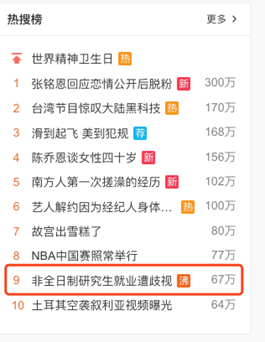 热搜榜 更多 >
世界精神卫生日 热
1 张铭恩回应恋情公开后脱粉 新 300万
2 台湾节目惊叹大陆黑科技 热 170万
3 滑到起飞 美到犯规 荐 168万
4 陈乔恩谈女性四十岁 新 156万
5 南方人第一次搓澡的经历 新 102万
6 艺人解约因为经纪人身体... 热 100万
7 故宫出雪糕了 80万
8 NBA中国赛照常举行 77万
9 非全日制研究生就业遭歧视 沸 67万
10 土耳其空袭叙利亚视频曝光 64万